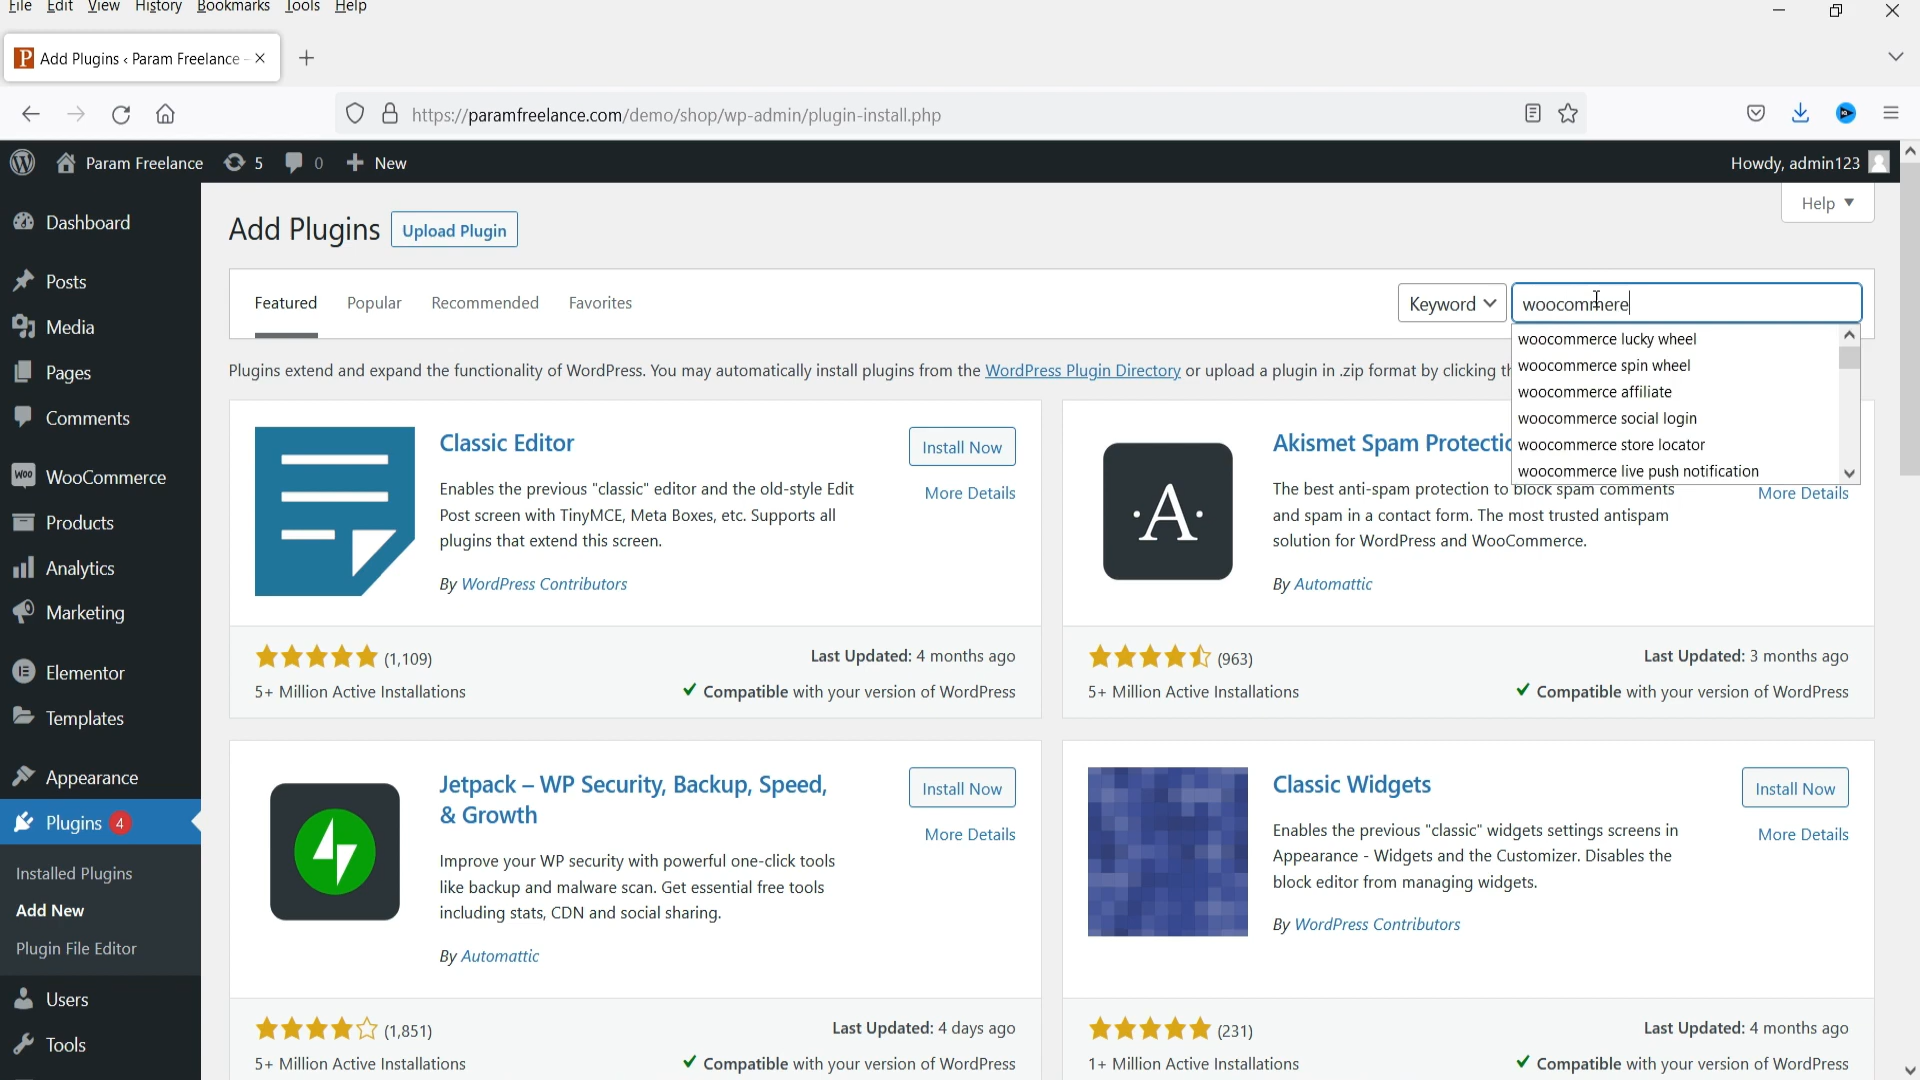 File Edit View History Bookmarks Tools Help
Add Plugins ‹ Param Freelance –
https://paramfreelance.com/demo/shop/wp-admin/plugin-install.php
Param Freelance 5 0 New Howdy, admin123
Help
Dashboard
Posts
Media
Pages
Comments
WooCommerce
Products
Analytics
Marketing
Elementor
Templates
Appearance
Plugins 4
Installed Plugins
Add New
Plugin File Editor
Users
Tools
Add Plugins Upload Plugin
Featured Popular Recommended Favorites Keyword woocommere
woocommerce lucky wheel
woocommerce spin wheel
woocommerce affiliate
woocommerce social login
woocommerce store locator
woocommerce live push notification
Plugins extend and expand the functionality of WordPress. You may automatically install plugins from the WordPress Plugin Directory or upload a plugin in .zip format by clicking
Classic Editor
Install Now
More Details
Enables the previous "classic" editor and the old-style Edit
Post screen with TinyMCE, Meta Boxes, etc. Supports all
plugins that extend this screen.
By WordPress Contributors
(1,109)
Last Updated: 4 months ago
5+ Million Active Installations
Compatible with your version of WordPress
Akismet Spam
More Details
The best anti-spam protection to block spam comments
and spam in a contact form. The most trusted antispam
solution for WordPress and WooCommerce.
By Automattic
(963)
Last Updated: 3 months ago
5+ Million Active Installations
Compatible with your version of WordPress
Jetpack – WP Security, Backup, Speed,
& Growth
Install Now
More Details
Improve your WP security with powerful one-click tools
like backup and malware scan. Get essential free tools
including stats, CDN and social sharing.
By Automattic
(1,851)
Last Updated: 4 days ago
5+ Million Active Installations
Compatible with your version of WordPress
Classic Widgets
Install Now
More Details
Enables the previous "classic" widgets settings screens in
Appearance - Widgets and the Customizer. Disables the
block editor from managing widgets.
By WordPress Contributors
(231)
Last Updated: 4 months ago
1+ Million Active Installations
Compatible with your version of WordPress